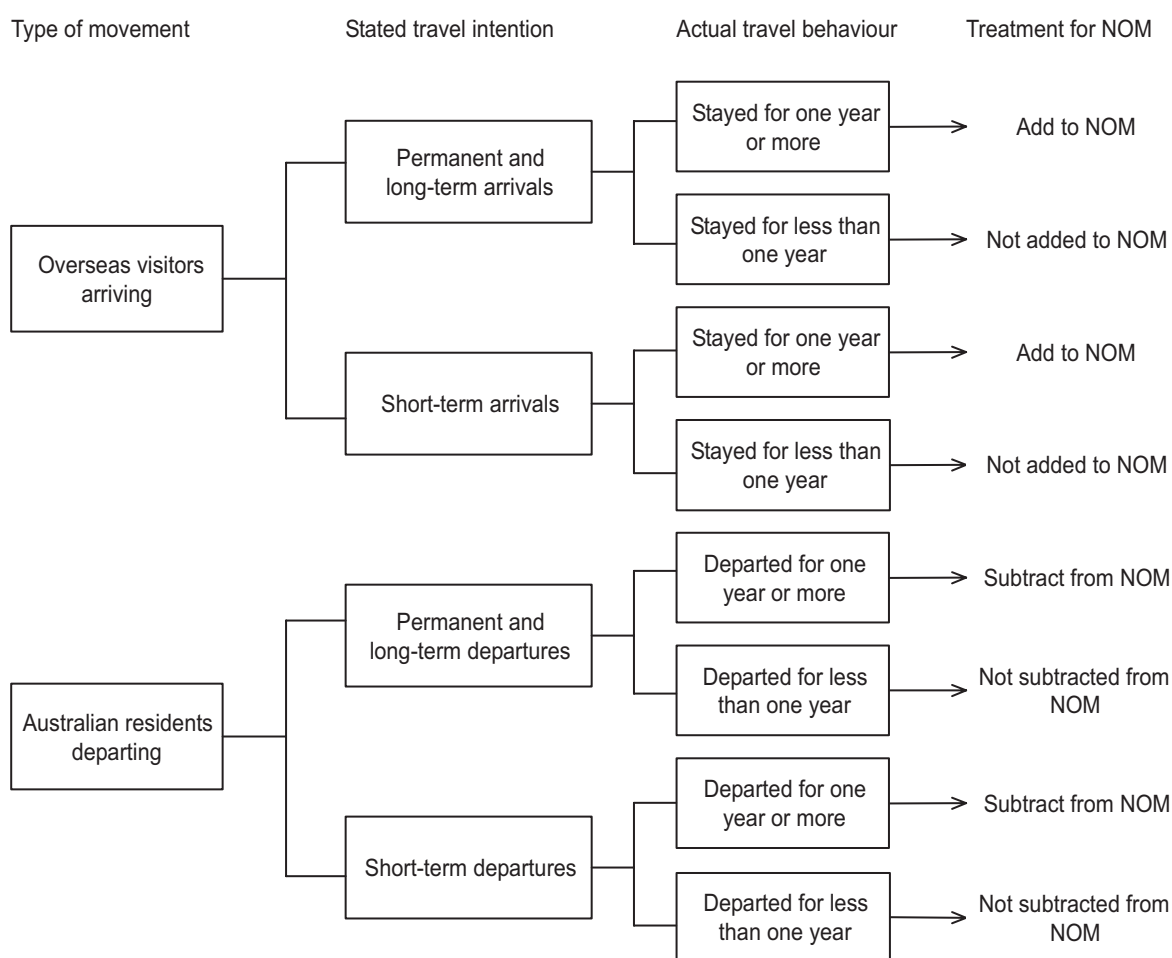 Type of movement
Stated travel intention
Actual travel behaviour
Treatment for NOM
Overseas visitors
arriving
Permanent and
long-term arrivals
Stayed for one year
or more
Add to NOM
Stayed for less than
one year
Not added to NOM
Short-term arrivals
Stayed for one year
or more
Add to NOM
Stayed for less than
one year
Not added to NOM
Australian residents
departing
Permanent and
long-term departures
Departed for one
year or more
Subtract from NOM
Departed for less
than one year
Not subtracted from
NOM
Short-term departures
Departed for one
year or more
Subtract from NOM
Departed for less
than one year
Not subtracted from
NOM